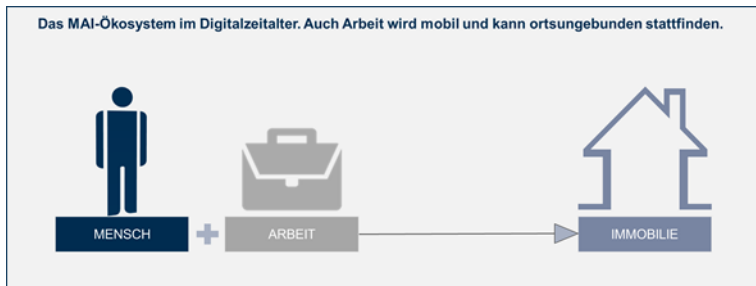 Das MAI-Ökosystem im Digitalzeitalter. Auch Arbeit wird mobil und kann ortsungebunden stattfinden.
MENSCH
ARBEIT
IMMOBILIE